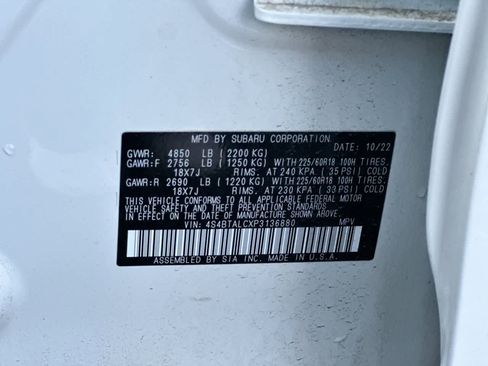 MFD BY SUBARU CORPORATION
DATE: 10/22
GVWR: 4850 LB (2200 KG)
GAWR:F 2756 LB (1250 KG) WITH 225/60R18 100H TIRES.
18X7J RIMS. AT 240 KPA ( 35 PSI) COLD
GAWR:R 2690 LB (1220 KG) WITH 225/60R18 100H TIRES.
18X7J RIMS. AT 230 KPA ( 33 PSI) COLD
THIS VEHICLE CONFORMS TO ALL APPLICABLE FEDERAL MOTOR
VEHICLE SAFETY STANDARDS IN EFFECT ON THE
DATE OF MANUFACTURE SHOWN ABOVE.
VIN: 4S4BTALCXP3136880 MPV
ASSEMBLED BY SIA INC. MADE IN U.S.A.